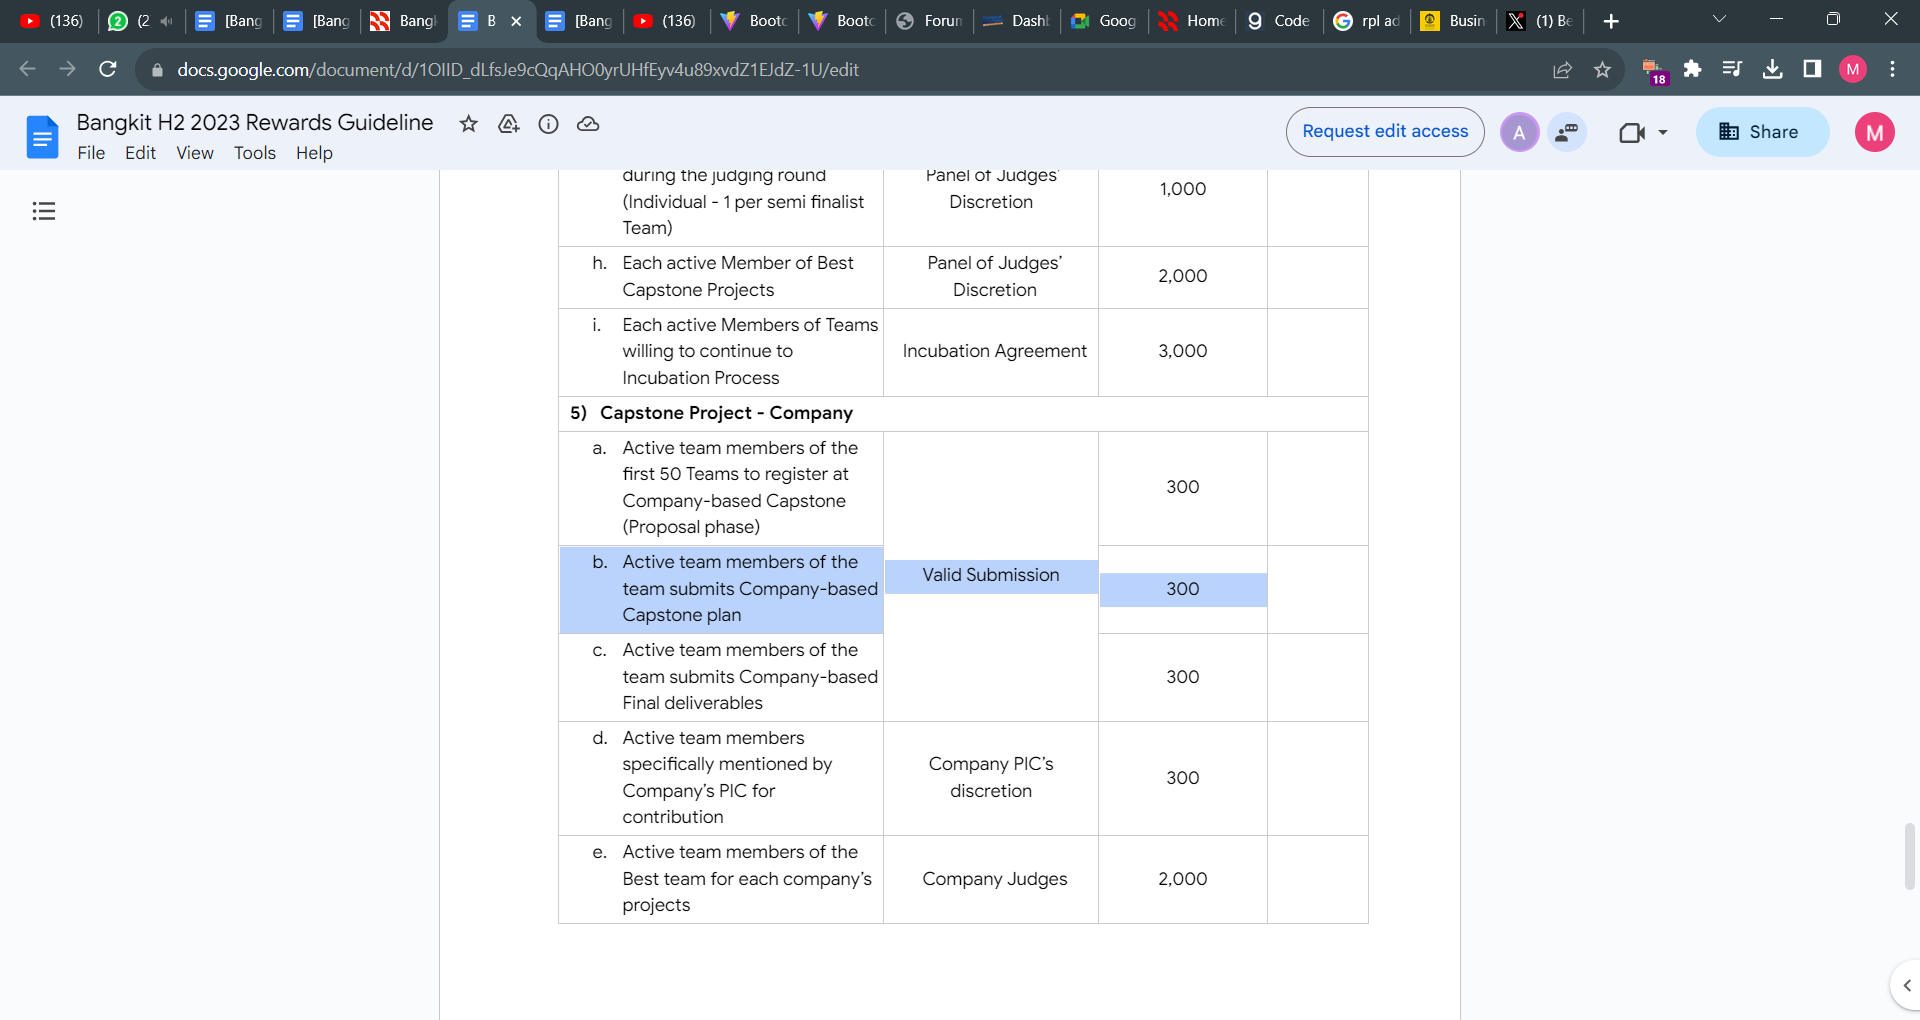 (136)
(2
[Bang
[Bang
Bangk
B
[Bang
(136)
Bootc
Bootc
Forum
Dashb
Goog
Home
Code
rpl ad
Busin
(1) Be
docs.google.com/document/d/1OIID_dLfsJe9cQqAHO0yrUHfEyv4u89xvdZ1EJdZ-1U/edit
18
M
Bangkit H2 2023 Rewards Guideline
File Edit View Tools Help
Request edit access
A
Share
M
during the judging round
(Individual - 1 per semi finalist
Team)
Panel of Judges'
Discretion
1,000
h. Each active Member of Best
Capstone Projects
Panel of Judges’
Discretion
2,000
i. Each active Members of Teams
willing to continue to
Incubation Process
Incubation Agreement
3,000
5) Capstone Project - Company
a. Active team members of the
first 50 Teams to register at
Company-based Capstone
(Proposal phase)
300
b. Active team members of the
team submits Company-based
Capstone plan
Valid Submission
300
c. Active team members of the
team submits Company-based
Final deliverables
300
d. Active team members
specifically mentioned by
Company’s PIC for
contribution
Company PIC’s
discretion
300
e. Active team members of the
Best team for each company’s
projects
Company Judges
2,000